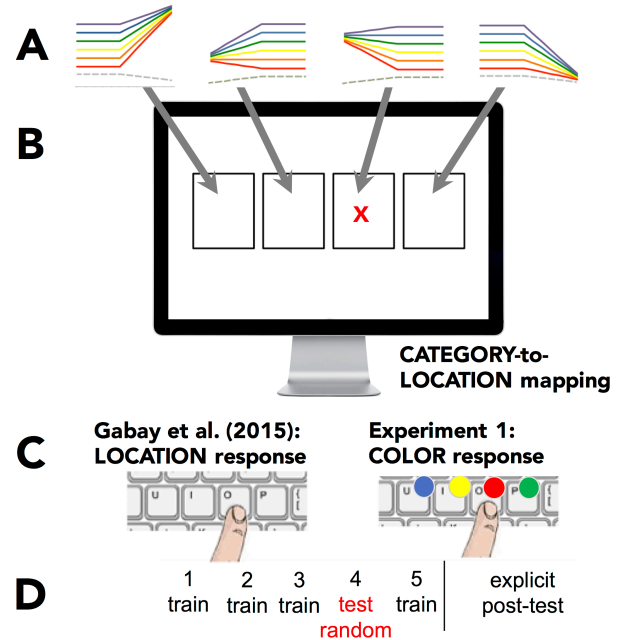 A
B
X
CATEGORY-to-
LOCATION mapping
C
Gabay et al. (2015):
LOCATION response
Experiment 1:
COLOR response
U I O P
U I O P
D
1 2 3 4 5 explicit
train train train test train post-test
random